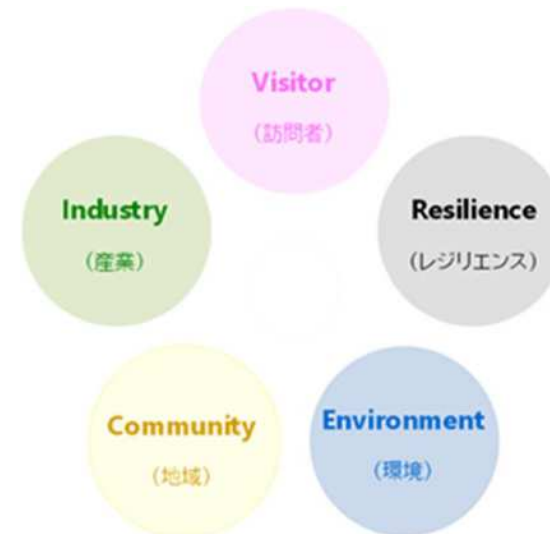 Visitor
（訪問者）
Industry
（産業）
Resilience
（レジリエンス）
Community
（地域）
Environment
（環境）